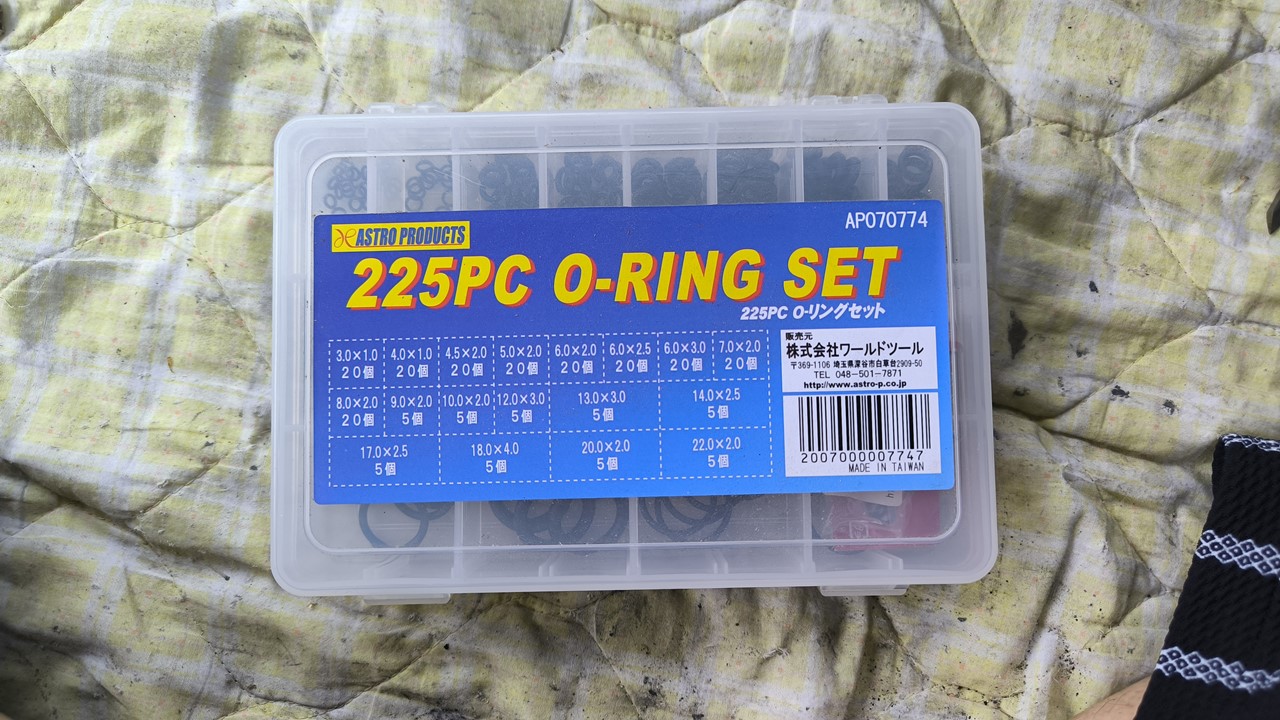 AP070774
ASTRO PRODUCTS
225PC O-RING SET
225PC O-リングセット
3.0×1.0 4.0×1.0 4.5×2.0 5.0×2.0 6.0×2.0 6.0×2.5 6.0×3.0 7.0×2.0
20個 20個 20個 20個 20個 20個 20個 20個
8.0×2.0 9.0×2.0 10.0×2.0 12.0×3.0 13.0×3.0 14.0×2.5
20個 5個 5個 5個 5個 5個
17.0×2.5 18.0×4.0 20.0×2.0 22.0×2.0
5個 5個 5個 5個
販売元
株式会社ワールドツール
〒369-1106 埼玉県深谷市白草台2909-50
TEL 048-501-7871
http://www.astro-p.co.jp
2007000007747
MADE IN TAIWAN